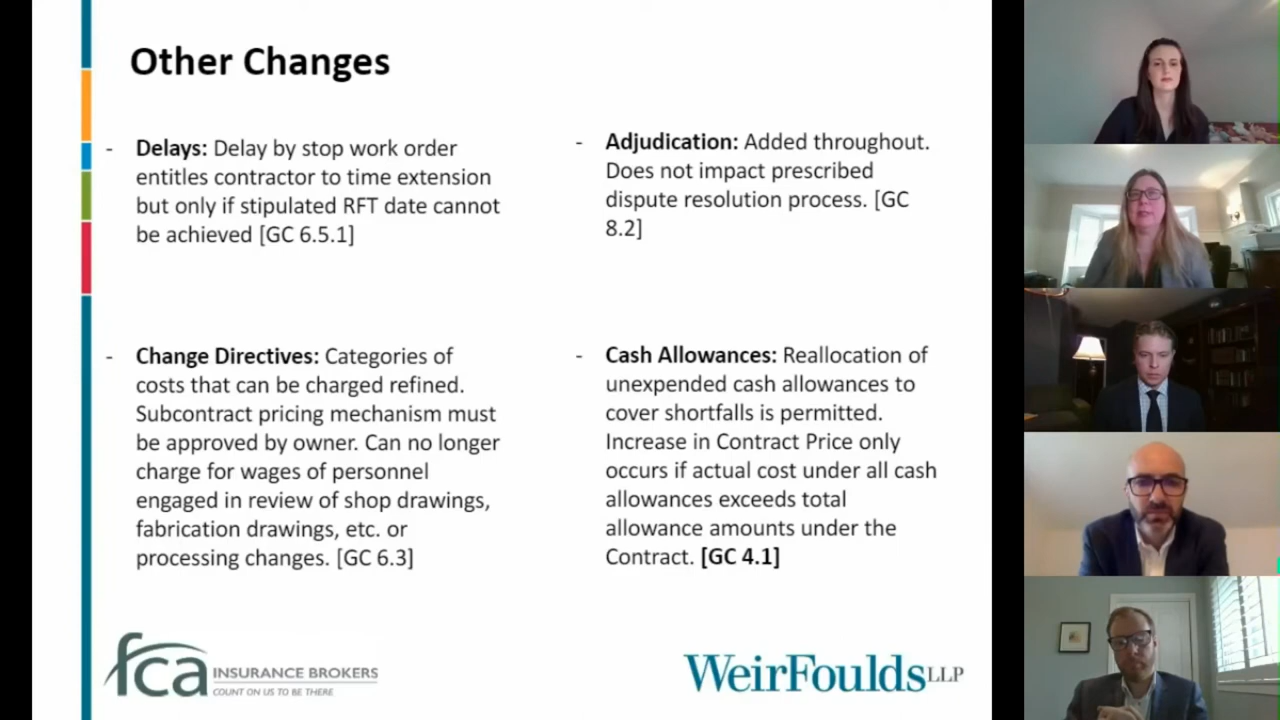 Other Changes
- Delays: Delay by stop work order
entitles contractor to time extension
but only if stipulated RFT date cannot
be achieved [GC 6.5.1]
- Adjudication: Added throughout.
Does not impact prescribed
dispute resolution process. [GC
8.2]
- Change Directives: Categories of
costs that can be charged refined.
Subcontract pricing mechanism must
be approved by owner. Can no longer
charge for wages of personnel
engaged in review of shop drawings,
fabrication drawings, etc. or
processing changes. [GC 6.3]
- Cash Allowances: Reallocation of
unexpended cash allowances to
cover shortfalls is permitted.
Increase in Contract Price only
occurs if actual cost under all cash
allowances exceeds total
allowance amounts under the
Contract. [GC 4.1]
fca INSURANCE BROKERS
COUNT ON US TO BE THERE
WeirFoulds LLP